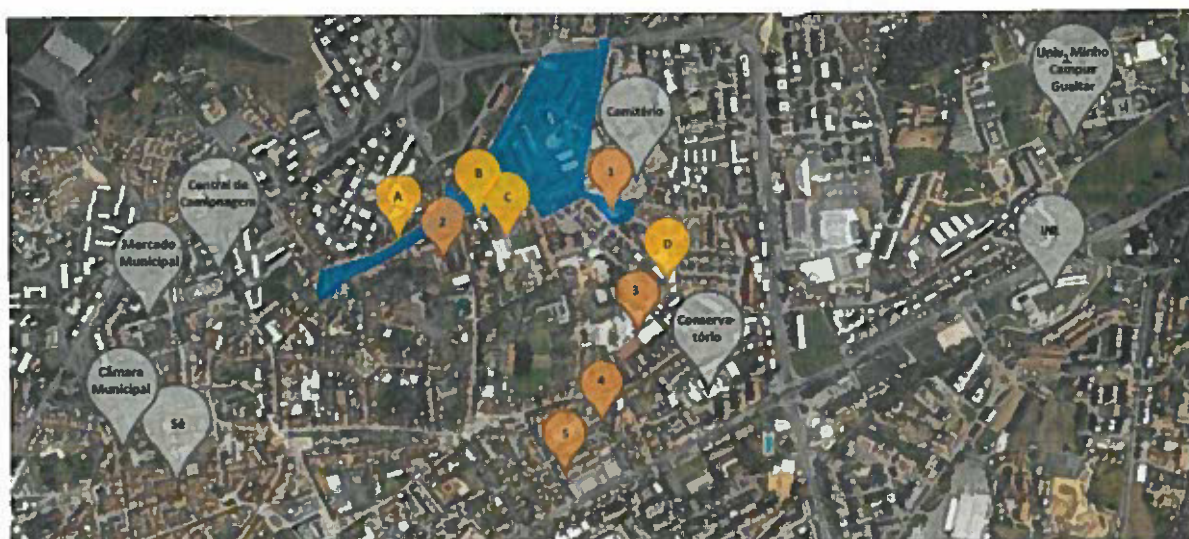 Univ. Minho
Campus
Gualtar
Cemitério
1
B
C
A
2
Central de
Camionagem
Mercado
Municipal
D
INL
3
Conserva-
tório
Câmara
Municipal
4
Sé
5